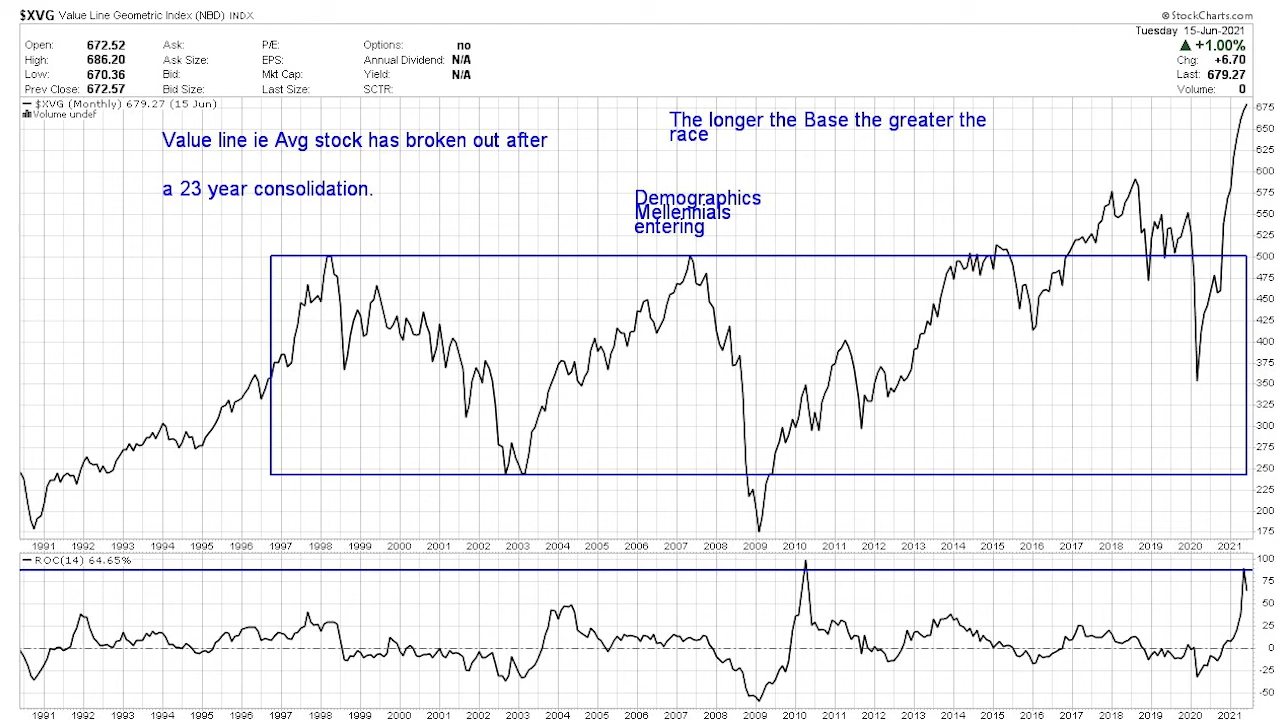 $XVG Value Line Geometric Index (NBD) INDX
© StockCharts.com
Tuesday 15-Jun-2021
Open: 672.52 Ask: P/E: Options: no ▲ +1.00%
High: 686.20 Ask Size: EPS: Annual Dividend: N/A Chg: +6.70
Low: 670.36 Bid: Mkt Cap: Yield: N/A Last: 679.27
Prev Close: 672.57 Bid Size: Last Size: SCTR: Volume: 0
$XVG (Monthly) 679.27 (15 Jun)
Volume undef
Value line ie Avg stock has broken out after
a 23 year consolidation.
The longer the Base the greater the
race
Demographics
Mellennials
entering
675
650
625
600
575
550
525
500
475
450
425
400
375
350
325
300
275
250
225
200
175
1991 1992 1993 1994 1995 1996 1997 1998 1999 2000 2001 2002 2003 2004 2005 2006 2007 2008 2009 2010 2011 2012 2013 2014 2015 2016 2017 2018 2019 2020 2021
ROC(14) 64.65%
100
75
50
25
0
-25
-50
1991 1992 1993 1994 1995 1996 1997 1998 1999 2000 2001 2002 2003 2004 2005 2006 2007 2008 2009 2010 2011 2012 2013 2014 2015 2016 2017 2018 2019 2020 2021